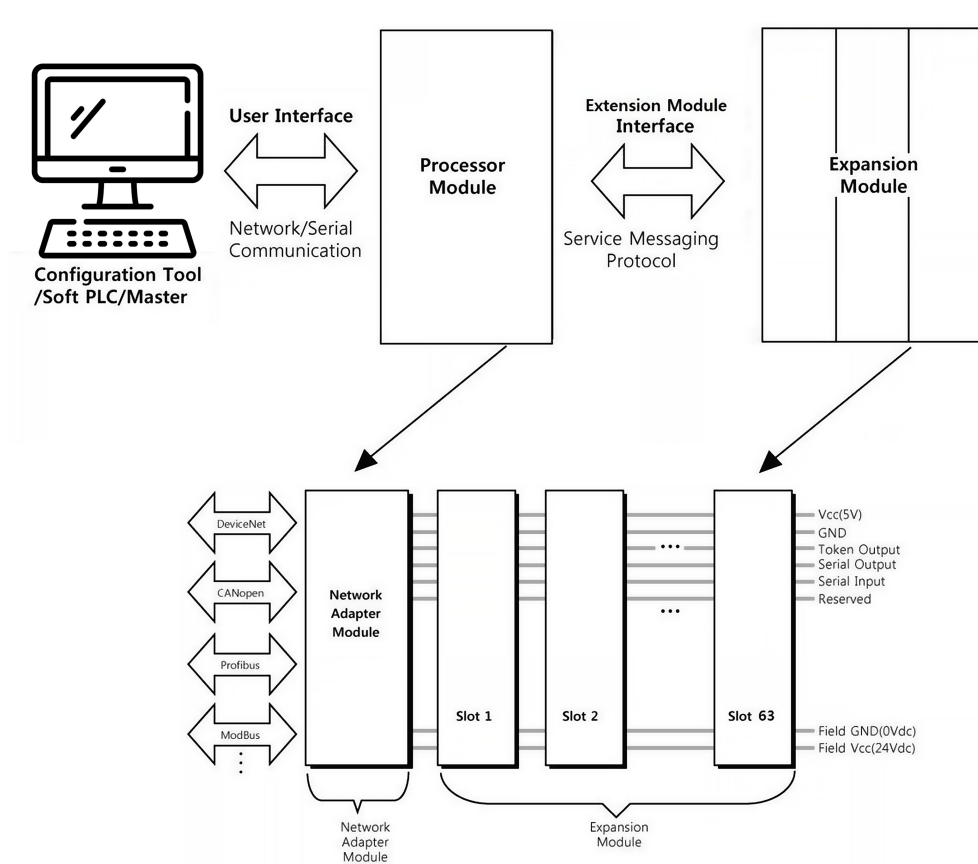 User Interface
Network/Serial
Communication
Configuration Tool
/Soft PLC/Master
Processor
Module
Extension Module
Interface
Service Messaging
Protocol
Expansion
Module
DeviceNet
CANopen
Profibus
ModBus
Network
Adapter
Module
Slot 1
Slot 2
Slot 63
Vcc(5V)
GND
Token Output
Serial Output
Serial Input
Reserved
Field GND(0Vdc)
Field Vcc(24Vdc)
Network
Adapter
Module
Expansion
Module